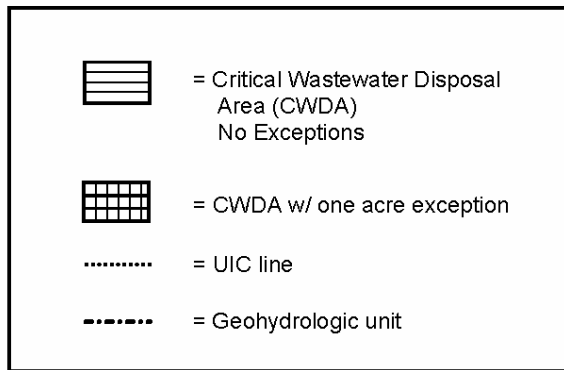 = Critical Wastewater Disposal
Area (CWDA)
No Exceptions
= CWDA w/ one acre exception
= UIC line
= Geohydrologic unit